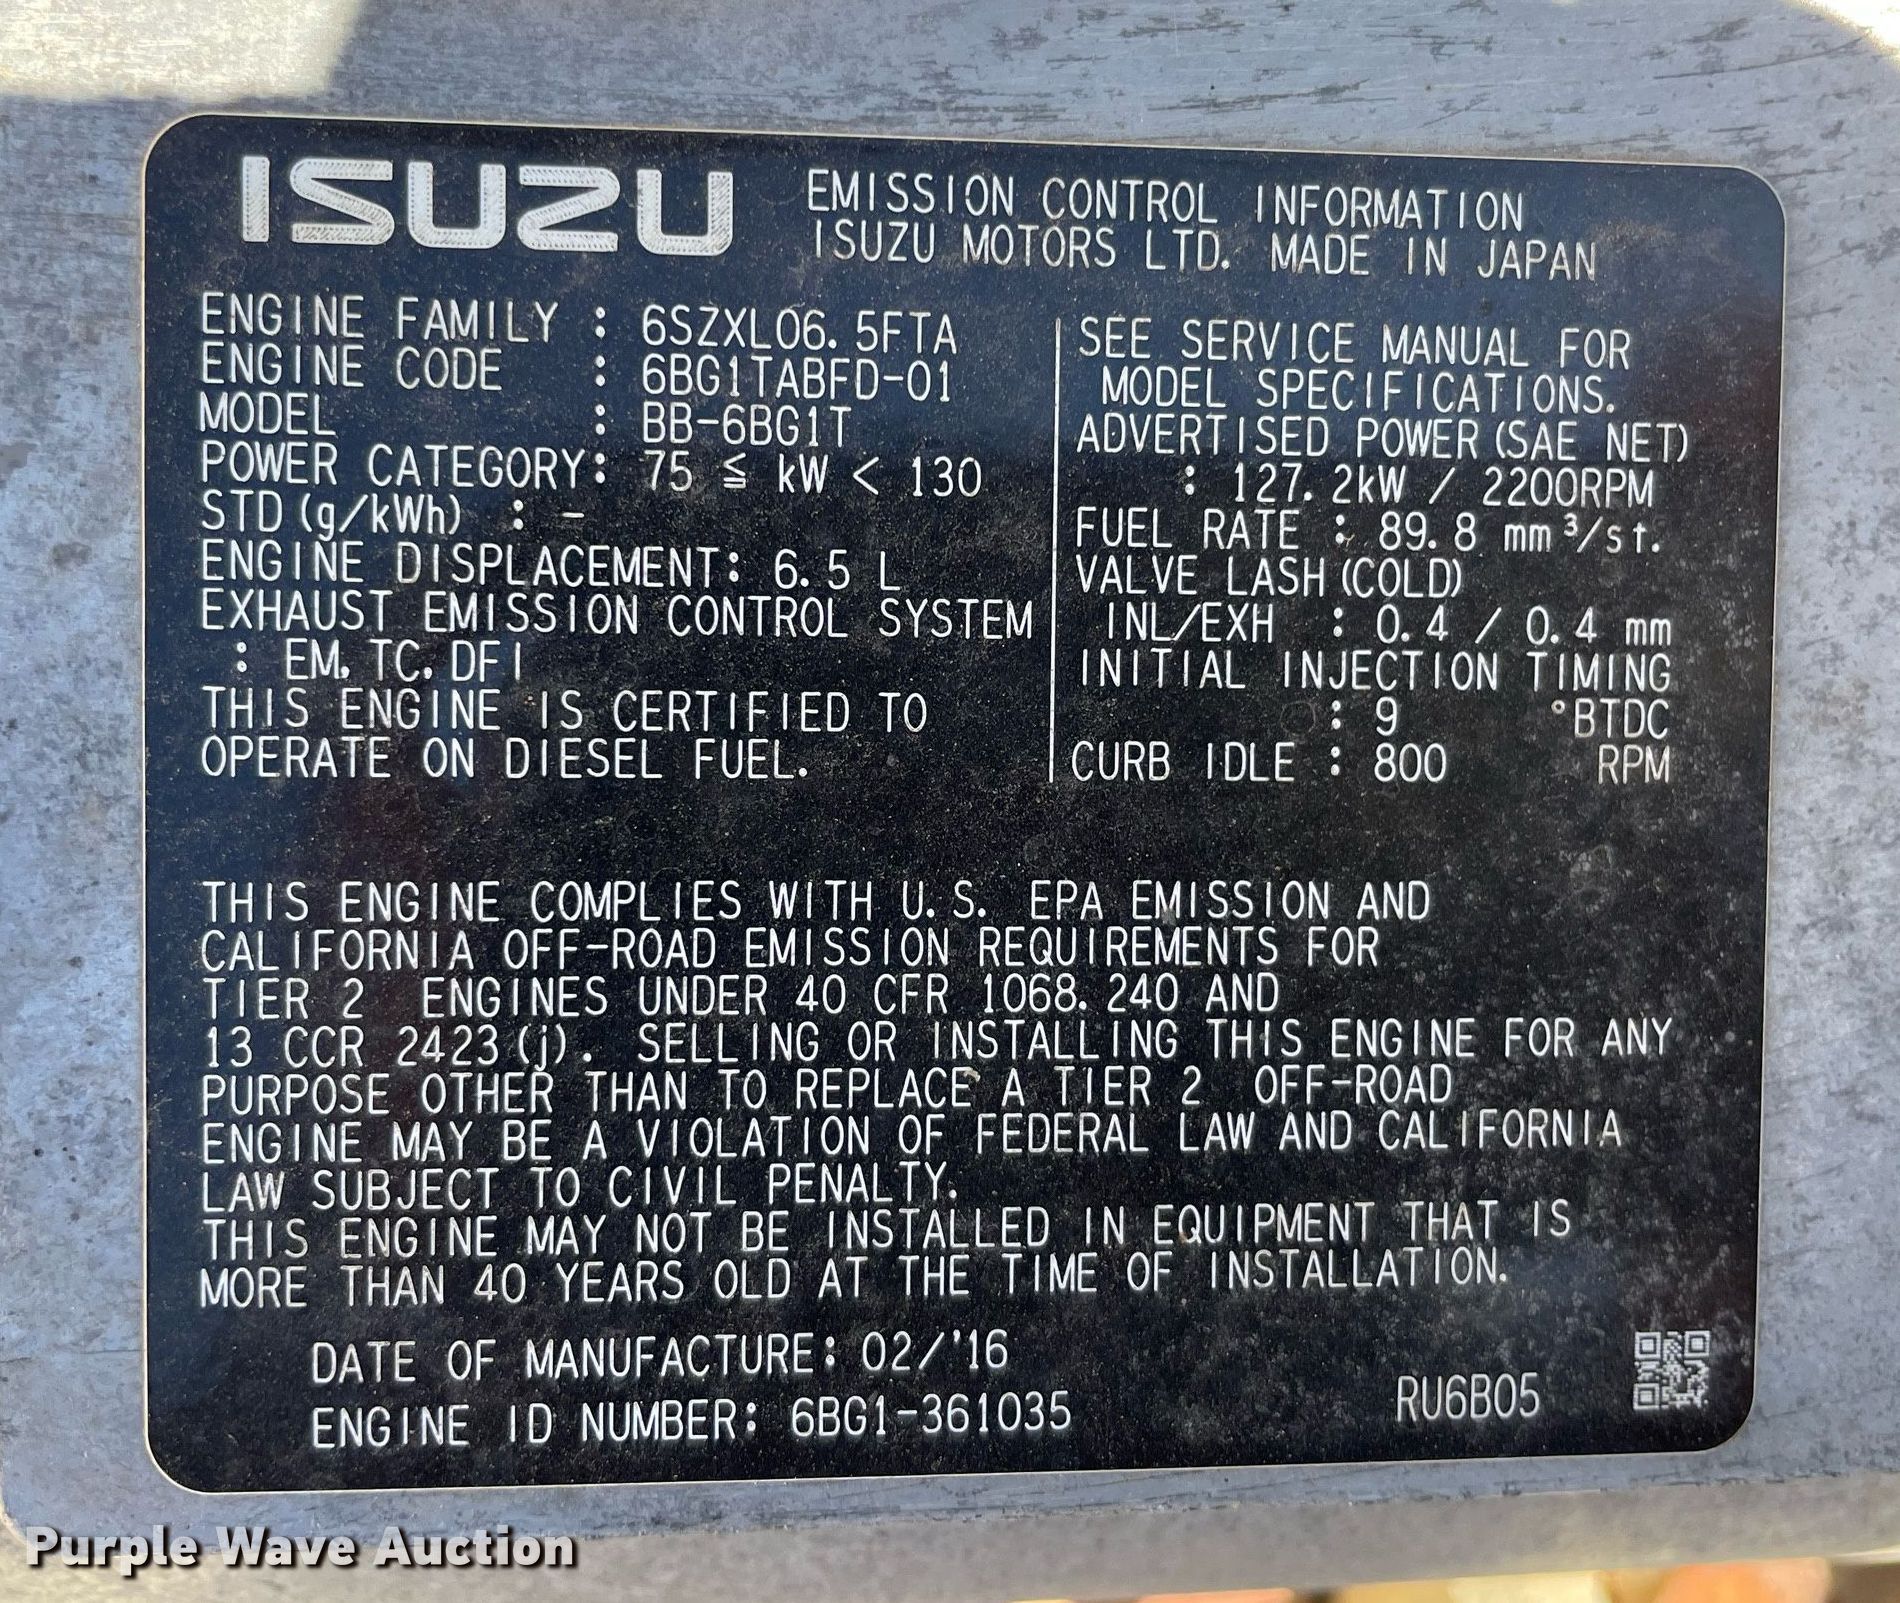 ISUZU EMISSION CONTROL INFORMATION
ISUZU MOTORS LTD. MADE IN JAPAN
ENGINE FAMILY : 6SZXL06.5FTA
ENGINE CODE : 6BG1TABFD-01
MODEL : BB-6BG1T
POWER CATEGORY: 75 ≦ kW < 130
STD(g/kWh) : -
ENGINE DISPLACEMENT: 6.5 L
EXHAUST EMISSION CONTROL SYSTEM
: EM, TC, DFI
THIS ENGINE IS CERTIFIED TO
OPERATE ON DIESEL FUEL.
SEE SERVICE MANUAL FOR
MODEL SPECIFICATIONS.
ADVERTISED POWER(SAE NET)
: 127.2kW / 2200RPM
FUEL RATE : 89.8 mm³/st.
VALVE LASH(COLD)
INL/EXH : 0.4 / 0.4 mm
INITIAL INJECTION TIMING
: 9 °BTDC
CURB IDLE : 800 RPM
THIS ENGINE COMPLIES WITH U.S. EPA EMISSION AND
CALIFORNIA OFF-ROAD EMISSION REQUIREMENTS FOR
TIER 2 ENGINES UNDER 40 CFR 1068.240 AND
13 CCR 2423(j). SELLING OR INSTALLING THIS ENGINE FOR ANY
PURPOSE OTHER THAN TO REPLACE A TIER 2 OFF-ROAD
ENGINE MAY BE A VIOLATION OF FEDERAL LAW AND CALIFORNIA
LAW SUBJECT TO CIVIL PENALTY.
THIS ENGINE MAY NOT BE INSTALLED IN EQUIPMENT THAT IS
MORE THAN 40 YEARS OLD AT THE TIME OF INSTALLATION.
DATE OF MANUFACTURE: 02/'16
ENGINE ID NUMBER: 6BG1-361035
RU6B05
Purple Wave Auction